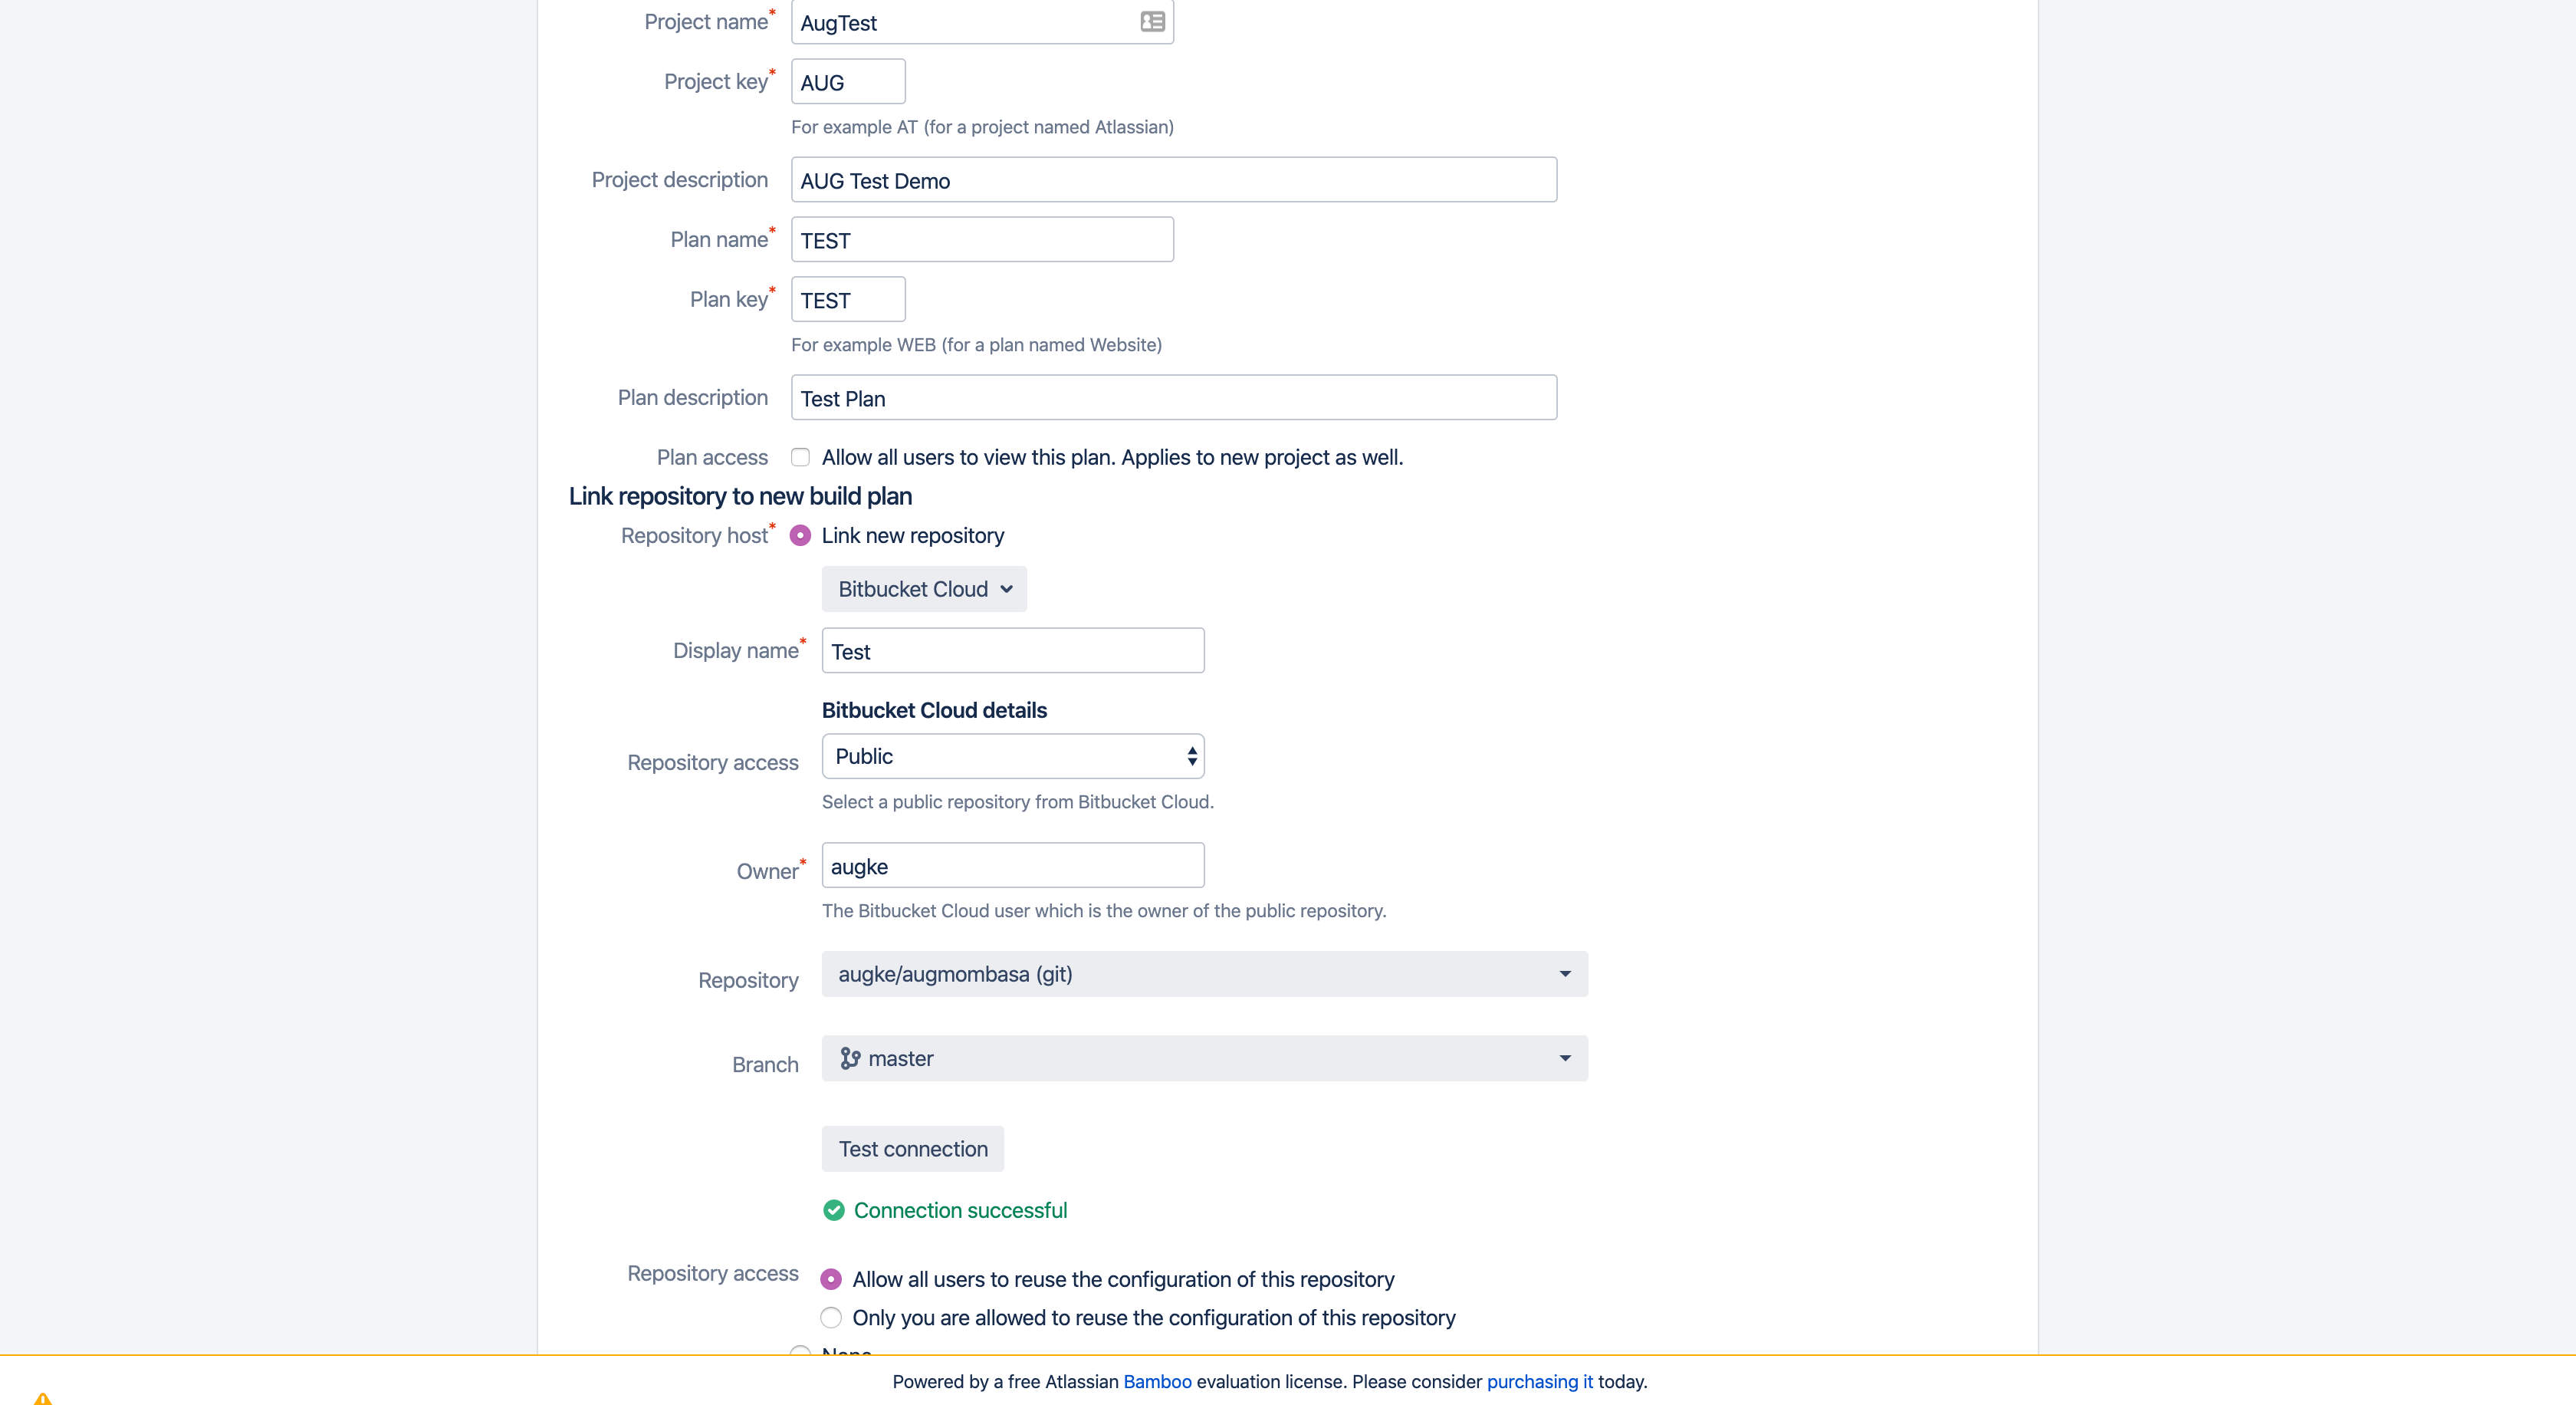 Project name*
AugTest
Project key*
AUG
For example AT (for a project named Atlassian)
Project description
AUG Test Demo
Plan name*
TEST
Plan key*
TEST
For example WEB (for a plan named Website)
Plan description
Test Plan
Plan access
Allow all users to view this plan. Applies to new project as well.
Link repository to new build plan
Repository host*
Link new repository
Bitbucket Cloud
Display name*
Test
Bitbucket Cloud details
Repository access
Public
Select a public repository from Bitbucket Cloud.
Owner*
augke
The Bitbucket Cloud user which is the owner of the public repository.
Repository
augke/augmombasa (git)
Branch
master
Test connection
Connection successful
Repository access
Allow all users to reuse the configuration of this repository
Only you are allowed to reuse the configuration of this repository
None
Powered by a free Atlassian Bamboo evaluation license. Please consider purchasing it today.